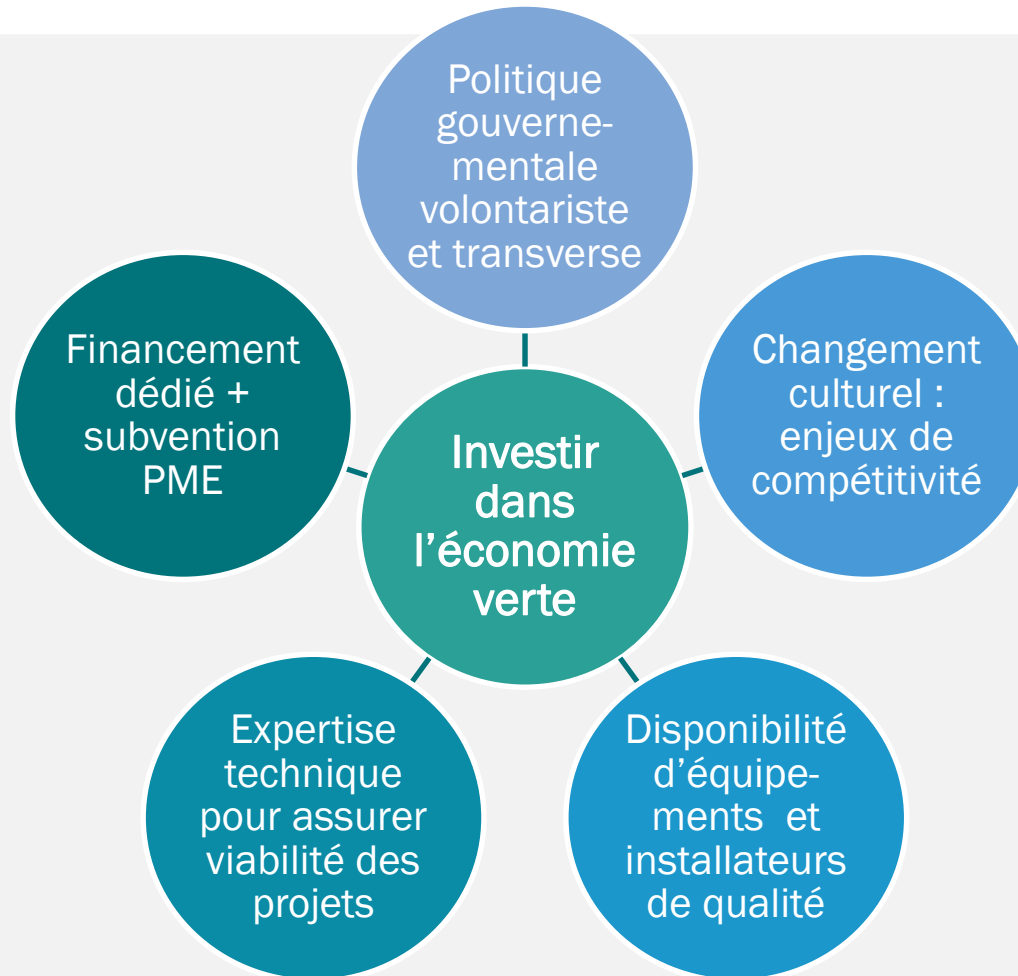 Politique
gouverne-
mentale
volontariste
et transverse
Financement
dédié +
subvention
PME
Changement
culturel :
enjeux de
compétitivité
Investir
dans
l’économie
verte
Expertise
technique
pour assurer
viabilité des
projets
Disponibilité
d’équipe-
ments et
installateurs
de qualité